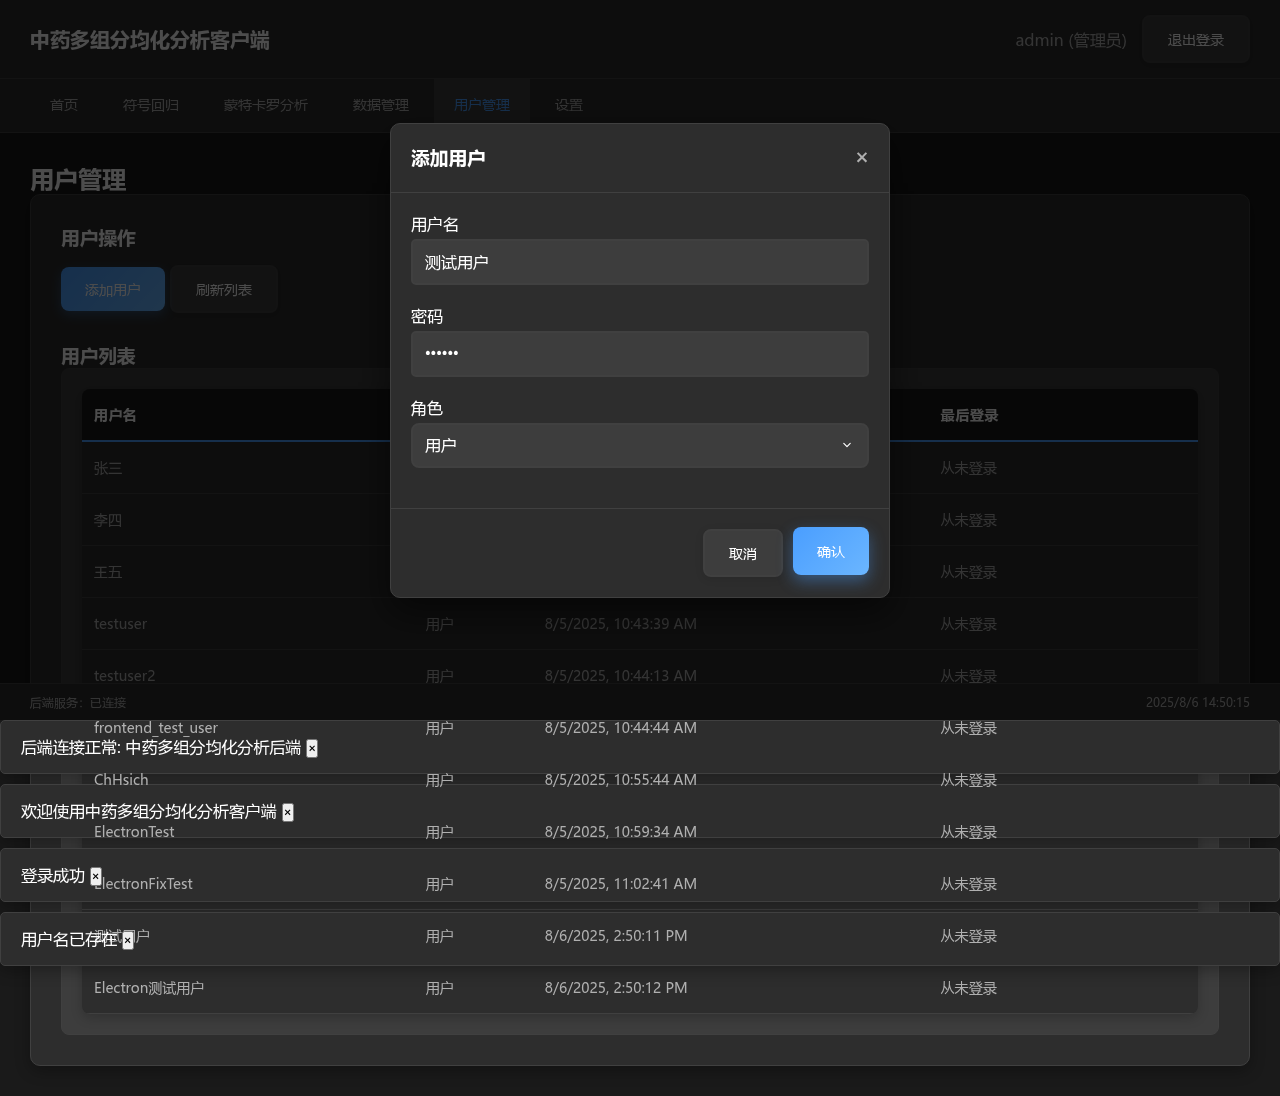 中药多组分均化分析客户端
admin (管理员)
退出登录
首页
符号回归
蒙特卡罗分析
数据管理
用户管理
设置
用户管理
用户操作
添加用户
刷新列表
用户列表
添加用户
×
用户名
测试用户
密码
••••••
角色
用户
取消
确认
用户名
最后登录
张三
从未登录
李四
从未登录
王五
从未登录
testuser 用户 8/5/2025, 10:43:39 AM 从未登录
testuser2 用户 8/5/2025, 10:44:13 AM 从未登录
后端服务: 已连接
2025/8/6 14:50:15
frontend_test_user 用户 8/5/2025, 10:44:44 AM 从未登录
后端连接正常: 中药多组分均化分析后端 ×
ChHsich 用户 8/5/2025, 10:55:44 AM 从未登录
欢迎使用中药多组分均化分析客户端 ×
ElectronTest 用户 8/5/2025, 10:59:34 AM 从未登录
登录成功 ×
ElectronFixTest 用户 8/5/2025, 11:02:41 AM 从未登录
用户名已存在 ×
测试用户 用户 8/6/2025, 2:50:11 PM 从未登录
Electron测试用户 用户 8/6/2025, 2:50:12 PM 从未登录